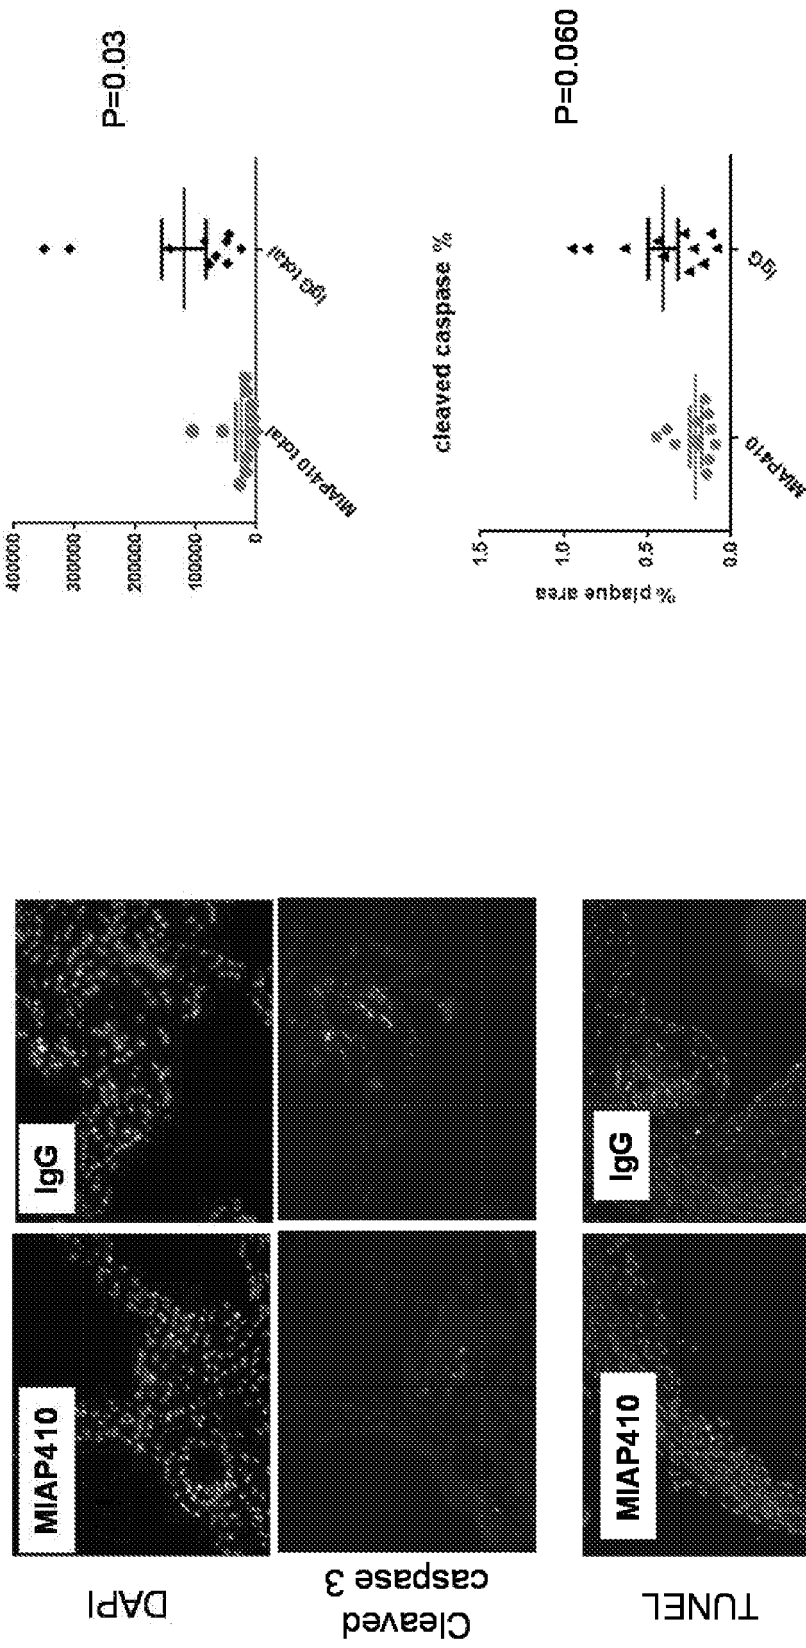 P=0.03
400000
300000
200000
100000
0
MIAP410 total
IgG total
cleaved caspase %
P=0.060
% plaque area
1.5
1.0
0.5
0.0
MIAP410
IgG
MIAP410
IgG
DAPI
Cleaved
caspase 3
MIAP410
IgG
TUNEL